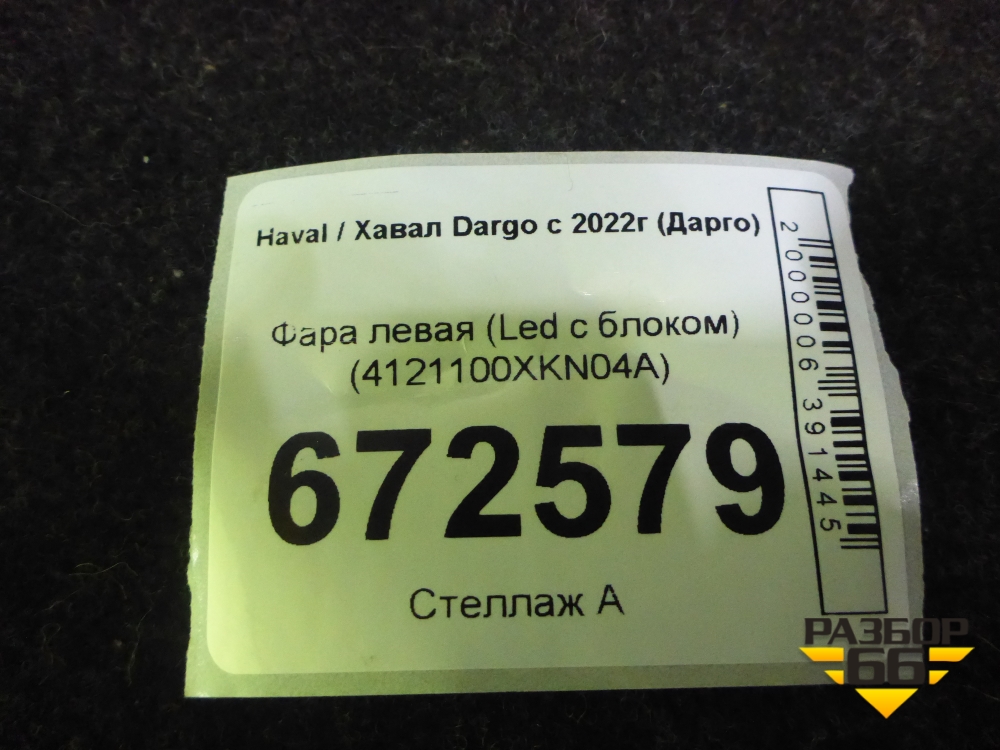 Haval / Хавал Dargo с 2022г (Дарго)
Фара левая (Led с блоком)
(4121100XKN04A)
672579
Стеллаж А
2000006391445
РАЗБОР
66